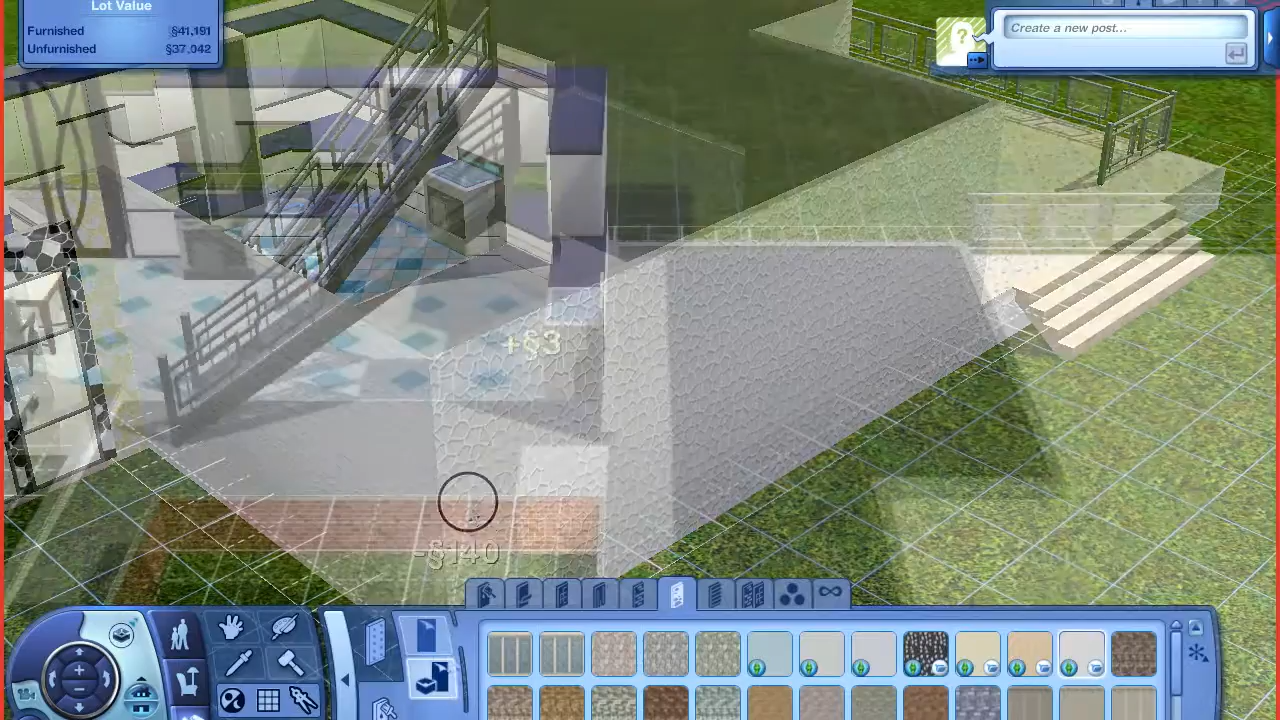 Lot Value
Furnished §41,191
Unfurnished §37,042
Create a new post...
+§3
-§140